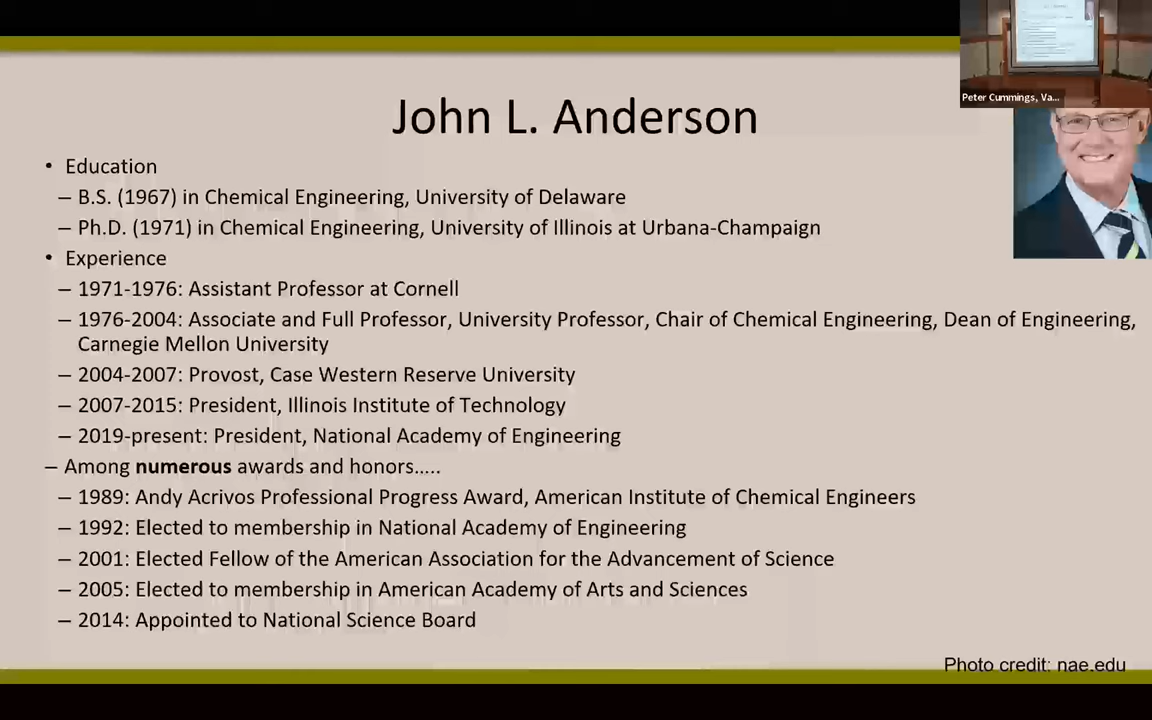 Peter Cummings, Va...
John L. Anderson
• Education
– B.S. (1967) in Chemical Engineering, University of Delaware
– Ph.D. (1971) in Chemical Engineering, University of Illinois at Urbana-Champaign
• Experience
– 1971-1976: Assistant Professor at Cornell
– 1976-2004: Associate and Full Professor, University Professor, Chair of Chemical Engineering, Dean of Engineering,
Carnegie Mellon University
– 2004-2007: Provost, Case Western Reserve University
– 2007-2015: President, Illinois Institute of Technology
– 2019-present: President, National Academy of Engineering
– Among numerous awards and honors.....
– 1989: Andy Acrivos Professional Progress Award, American Institute of Chemical Engineers
– 1992: Elected to membership in National Academy of Engineering
– 2001: Elected Fellow of the American Association for the Advancement of Science
– 2005: Elected to membership in American Academy of Arts and Sciences
– 2014: Appointed to National Science Board
Photo credit: nae.edu